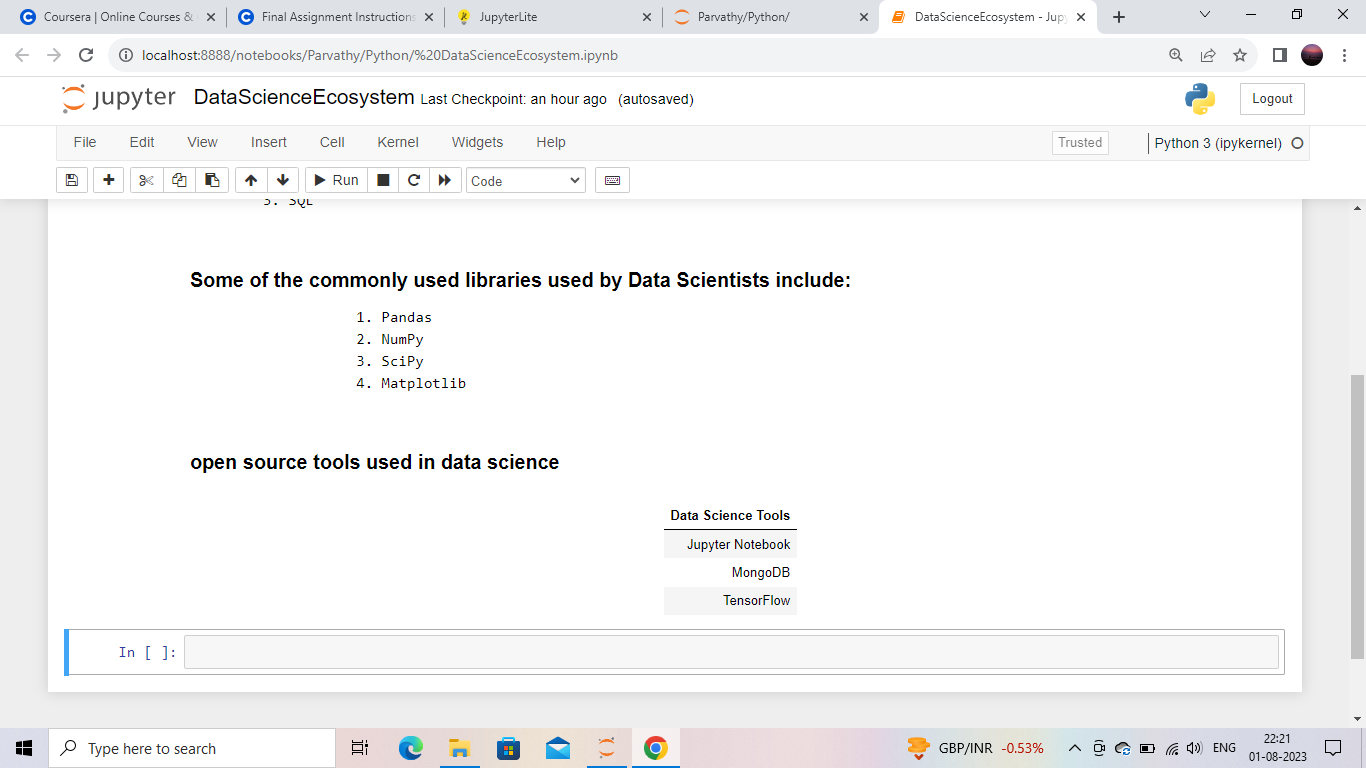 Coursera | Online Courses &
Final Assignment Instructions
JupyterLite
Parvathy/Python/
DataScienceEcosystem - Jupy
localhost:8888/notebooks/Parvathy/Python/%20DataScienceEcosystem.ipynb
jupyter DataScienceEcosystem Last Checkpoint: an hour ago (autosaved)
Logout
File Edit View Insert Cell Kernel Widgets Help
Trusted
Python 3 (ipykernel)
Run
Code
3. SQL
Some of the commonly used libraries used by Data Scientists include:
1. Pandas
2. NumPy
3. SciPy
4. Matplotlib
open source tools used in data science
Data Science Tools
Jupyter Notebook
MongoDB
TensorFlow
In [ ]:
Type here to search
GBP/INR -0.53%
ENG
22:21
01-08-2023